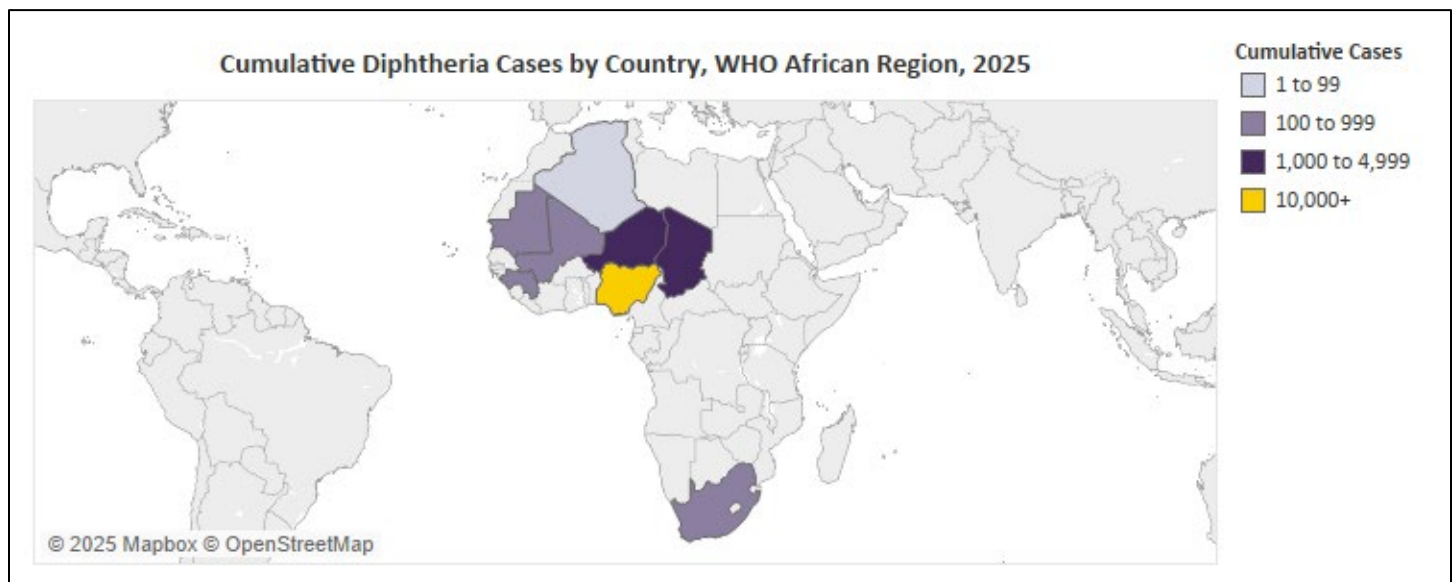 Cumulative Diphtheria Cases by Country, WHO African Region, 2025
Cumulative Cases
1 to 99
100 to 999
1,000 to 4,999
10,000+
© 2025 Mapbox © OpenStreetMap